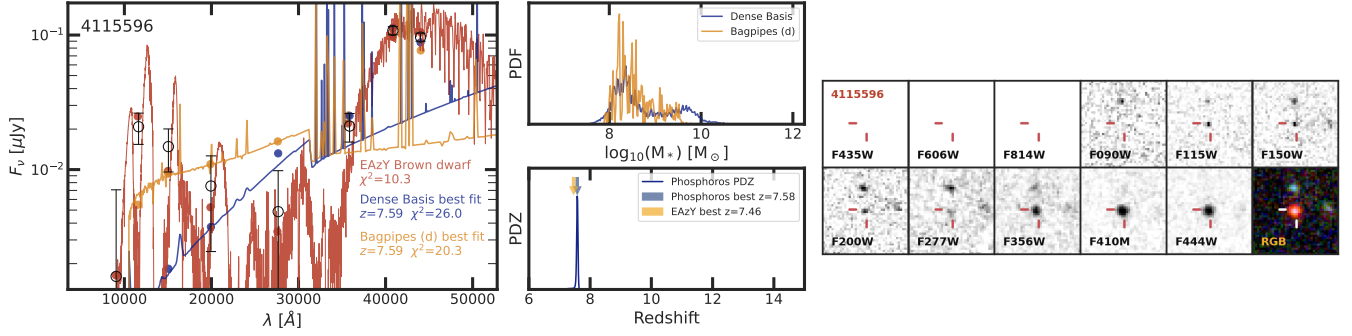 4115596
10⁻¹
10⁻²
Fν [μJy]
EAzY Brown dwarf
χ²=10.3
Dense Basis best fit
z=7.59 χ²=26.0
Bagpipes (d) best fit
z=7.59 χ²=20.3
10000 20000 30000 40000 50000
λ [Å]
PDF
Dense Basis
Bagpipes (d)
8 10 12
log₁₀(M∗) [M⊙]
PDZ
Phosphoros PDZ
Phosphoros best z=7.58
EAzY best z=7.46
6 8 10 12 14
Redshift
4115596
F435W F606W F814W F090W F115W F150W
F200W F277W F356W F410M F444W RGB